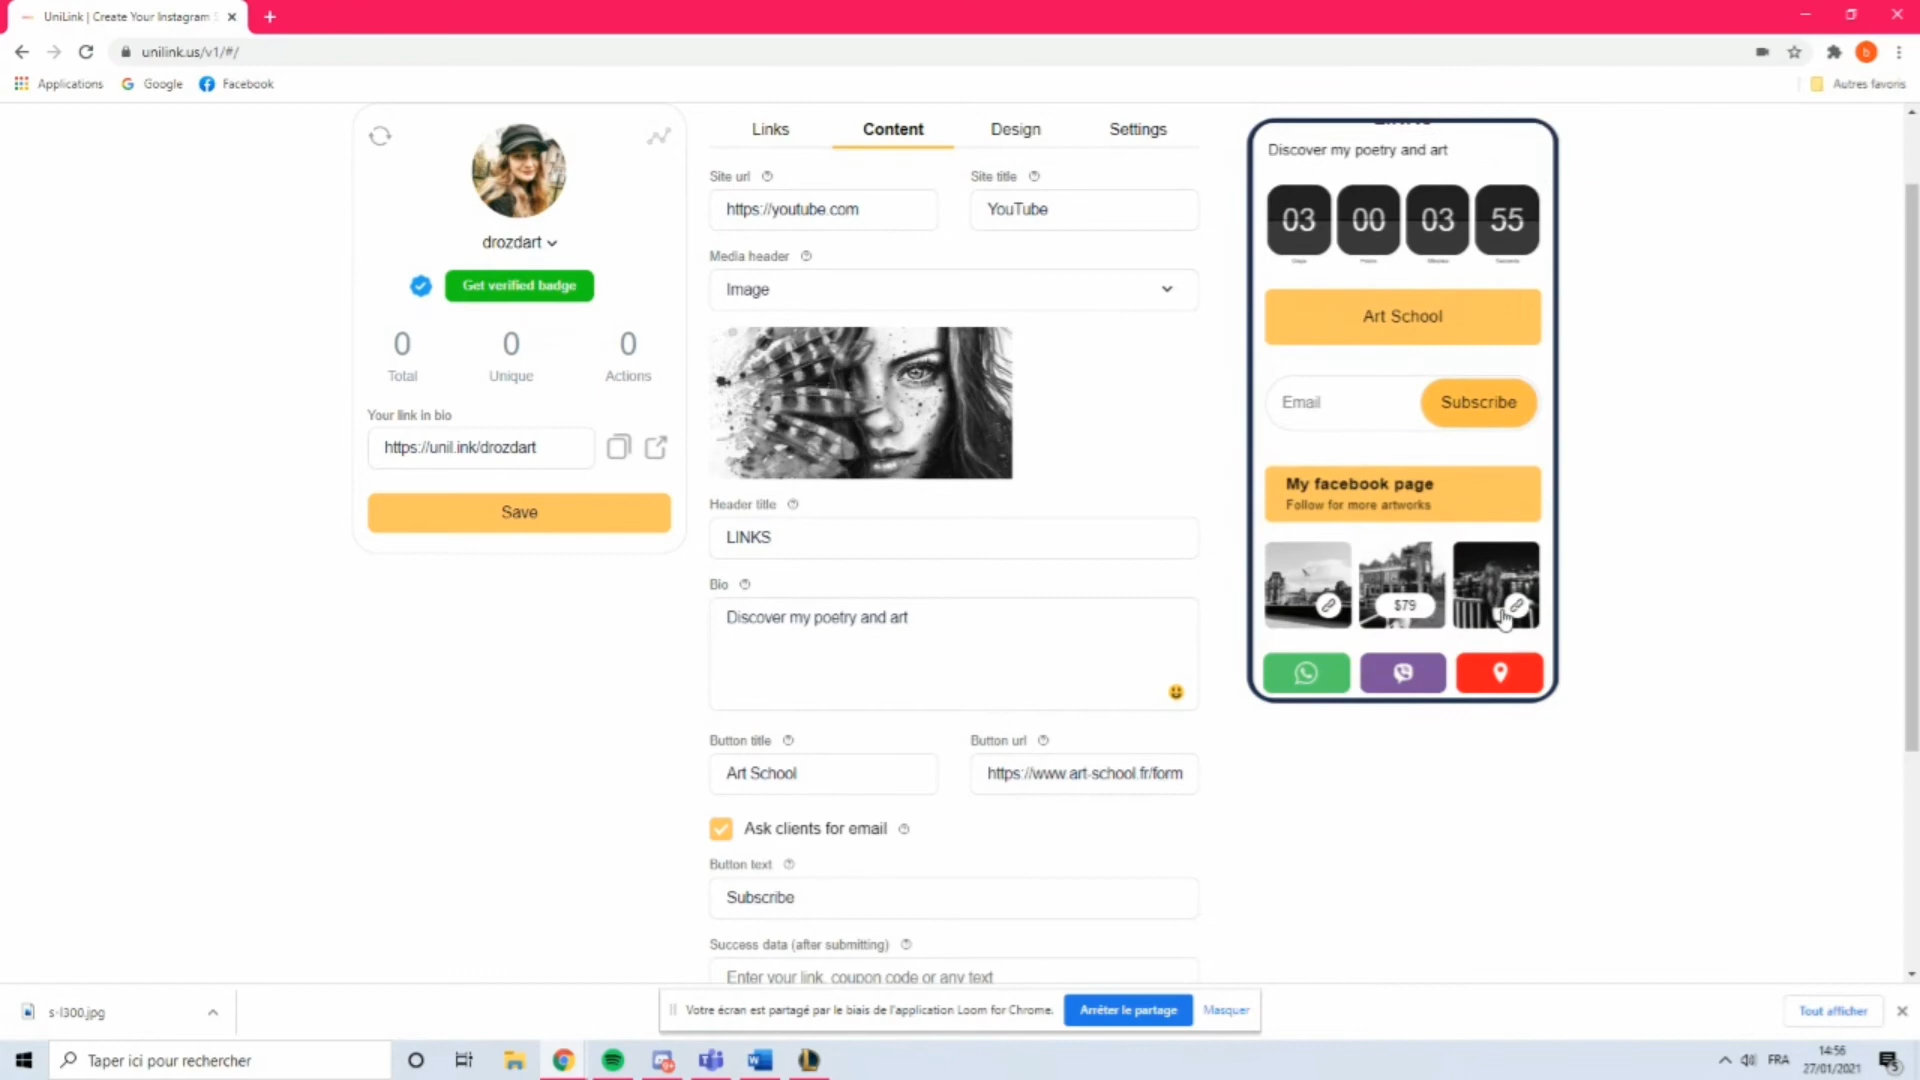 UniLink | Create Your Instagram S
unilink.us/v1/#/
Applications
Google
Facebook
Autres favoris
drozdart
Get verified badge
0
0
0
Total
Unique
Actions
Your link in bio
https://unil.ink/drozdart
Save
Links
Content
Design
Settings
Site url
Site title
https://youtube.com
YouTube
Media header
Image
Header title
LINKS
Bio
Discover my poetry and art
Button title
Button url
Art School
https://www.art-school.fr/form
Ask clients for email
Button text
Subscribe
Success data (after submitting)
Enter your link, coupon code or any text
Discover my poetry and art
03
00
03
55
Days
Hours
Minutes
Seconds
Art School
Email
Subscribe
My facebook page
Follow for more artworks
$79
s-l300.jpg
Votre écran est partagé par le biais de l'application Loom for Chrome.
Arrêter le partage
Masquer
Tout afficher
Taper ici pour rechercher
FRA
14:56
27/01/2021